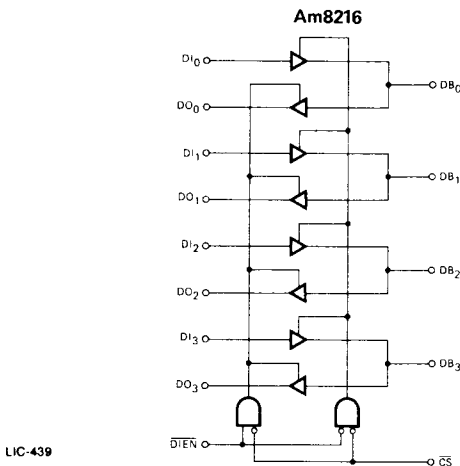 Am8216
DI0
DO0
DB0
DI1
DO1
DB1
DI2
DO2
DB2
DI3
DO3
DB3
DIEN
CS
LIC-439